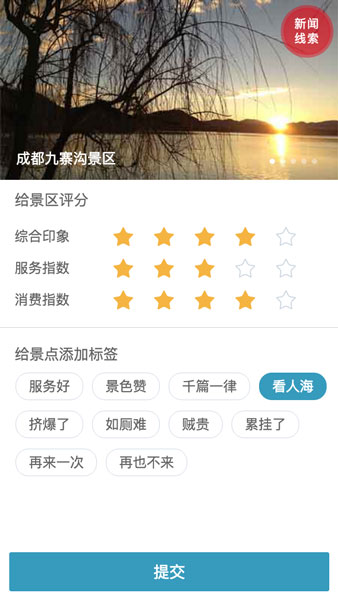 新闻
线索
成都九寨沟景区
给景区评分
综合印象
服务指数
消费指数
给景点添加标签
服务好 景色赞 千篇一律 看人海
挤爆了 如厕难 贼贵 累挂了
再来一次 再也不来
提交